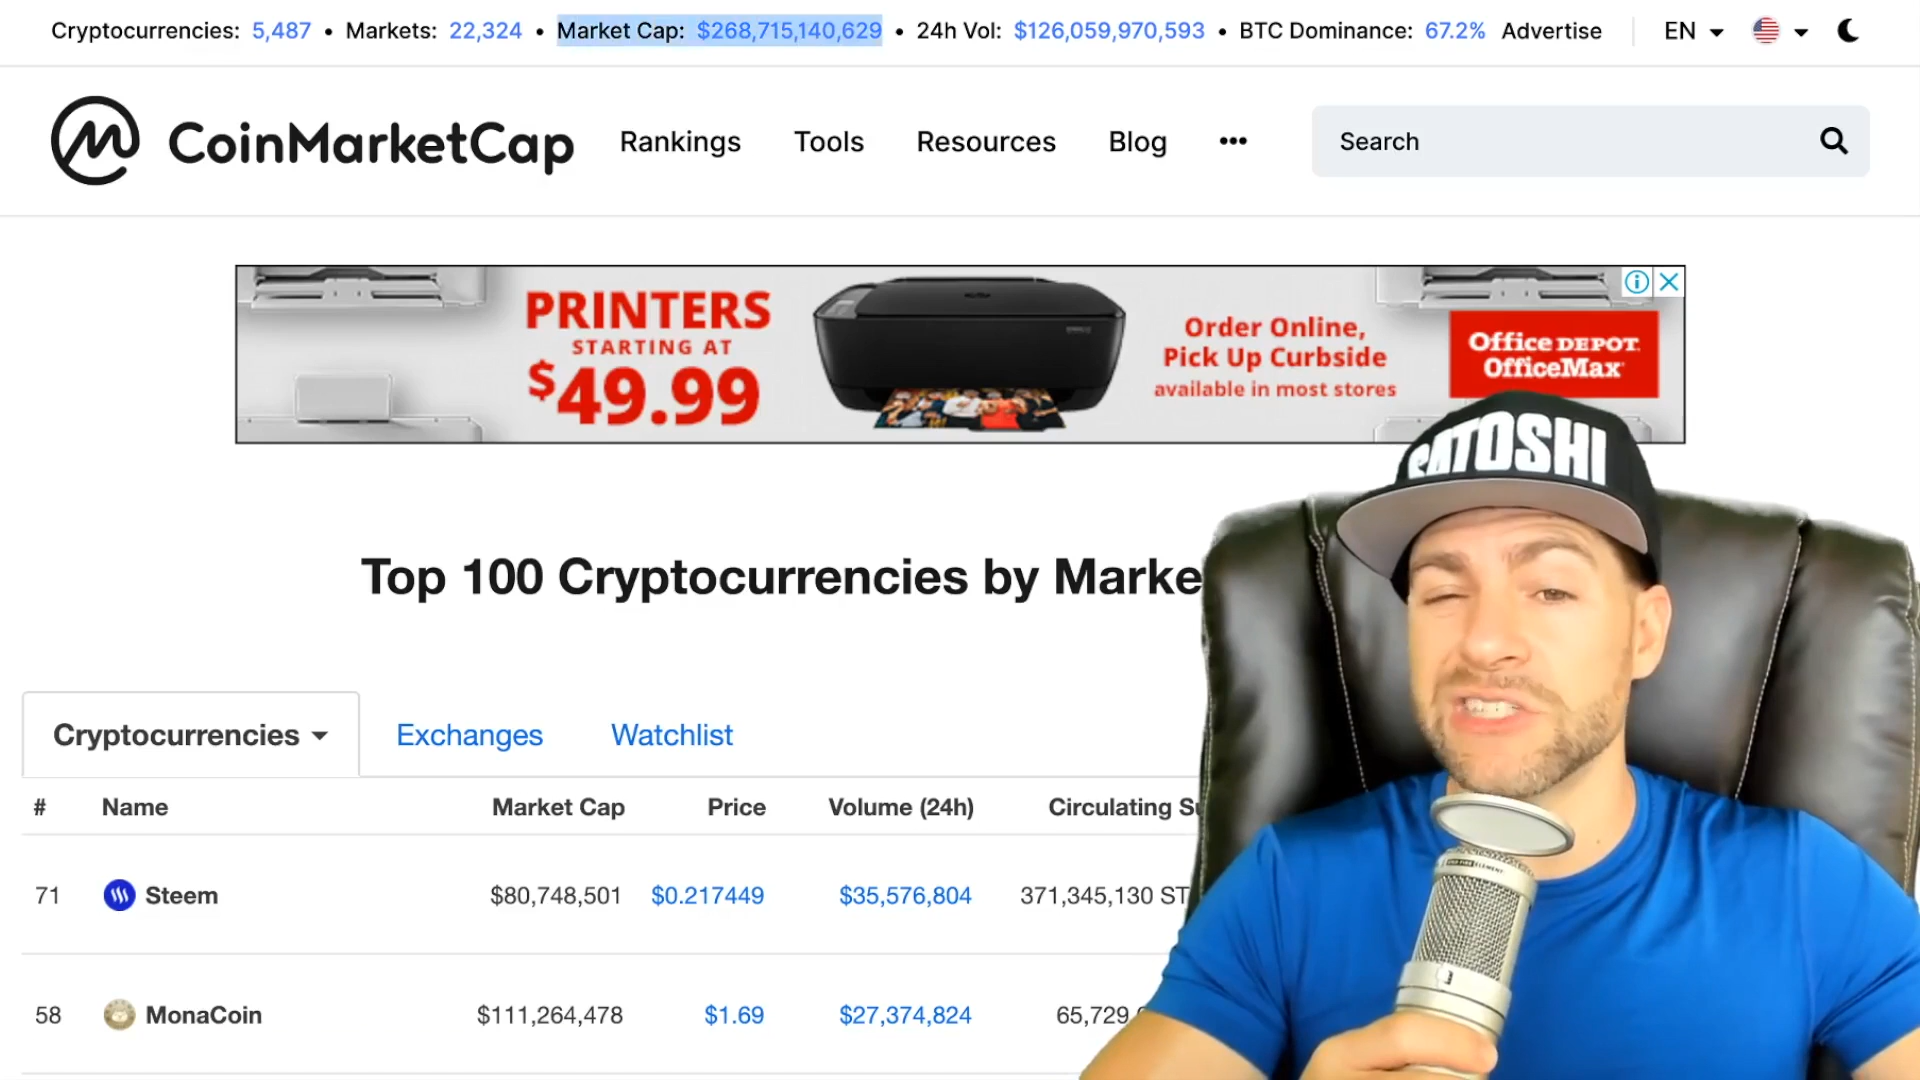 Cryptocurrencies: 5,487 • Markets: 22,324 • Market Cap: $268,715,140,629 • 24h Vol: $126,059,970,593 • BTC Dominance: 67.2% Advertise EN
CoinMarketCap Rankings Tools Resources Blog ••• Search
PRINTERS
STARTING AT
$49.99
Order Online,
Pick Up Curbside
available in most stores
Office DEPOT
OfficeMax
SATOSHI
Top 100 Cryptocurrencies by Marke
Cryptocurrencies Exchanges Watchlist
# Name Market Cap Price Volume (24h) Circulating Su
71 Steem $80,748,501 $0.217449 $35,576,804 371,345,130 ST
58 MonaCoin $111,264,478 $1.69 $27,374,824 65,729